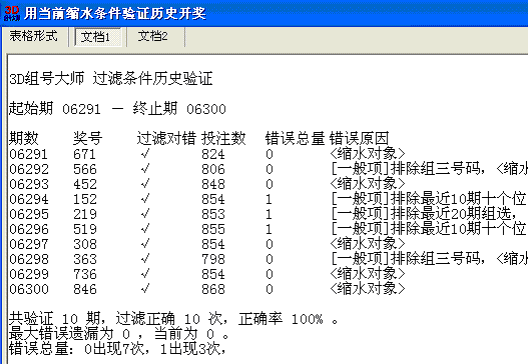 3D 用当前缩水条件验证历史开奖
表格形式 文档1 文档2
3D组号大师 过滤条件历史验证
起始期 06291 － 终止期 06300
期数 奖号 过滤对错 投注数 错误总量 错误原因
06291 671 √ 824 0 <缩水对象>
06292 566 √ 806 0 [一般项]排除组三号码，<缩水
06293 452 √ 848 0 <缩水对象>
06294 152 √ 854 1 [一般项]排除最近10期十个位
06295 219 √ 853 1 [一般项]排除最近20期组选，
06296 519 √ 855 1 [一般项]排除最近10期十个位
06297 308 √ 854 0 <缩水对象>
06298 363 √ 798 0 [一般项]排除组三号码，<缩水
06299 736 √ 854 0 <缩水对象>
06300 846 √ 868 0 <缩水对象>
共验证 10 期，过滤正确 10 次，正确率 100% 。
最大错误遗漏为 0 ，当前为 0 。
错误总量：0出现7次，1出现3次，